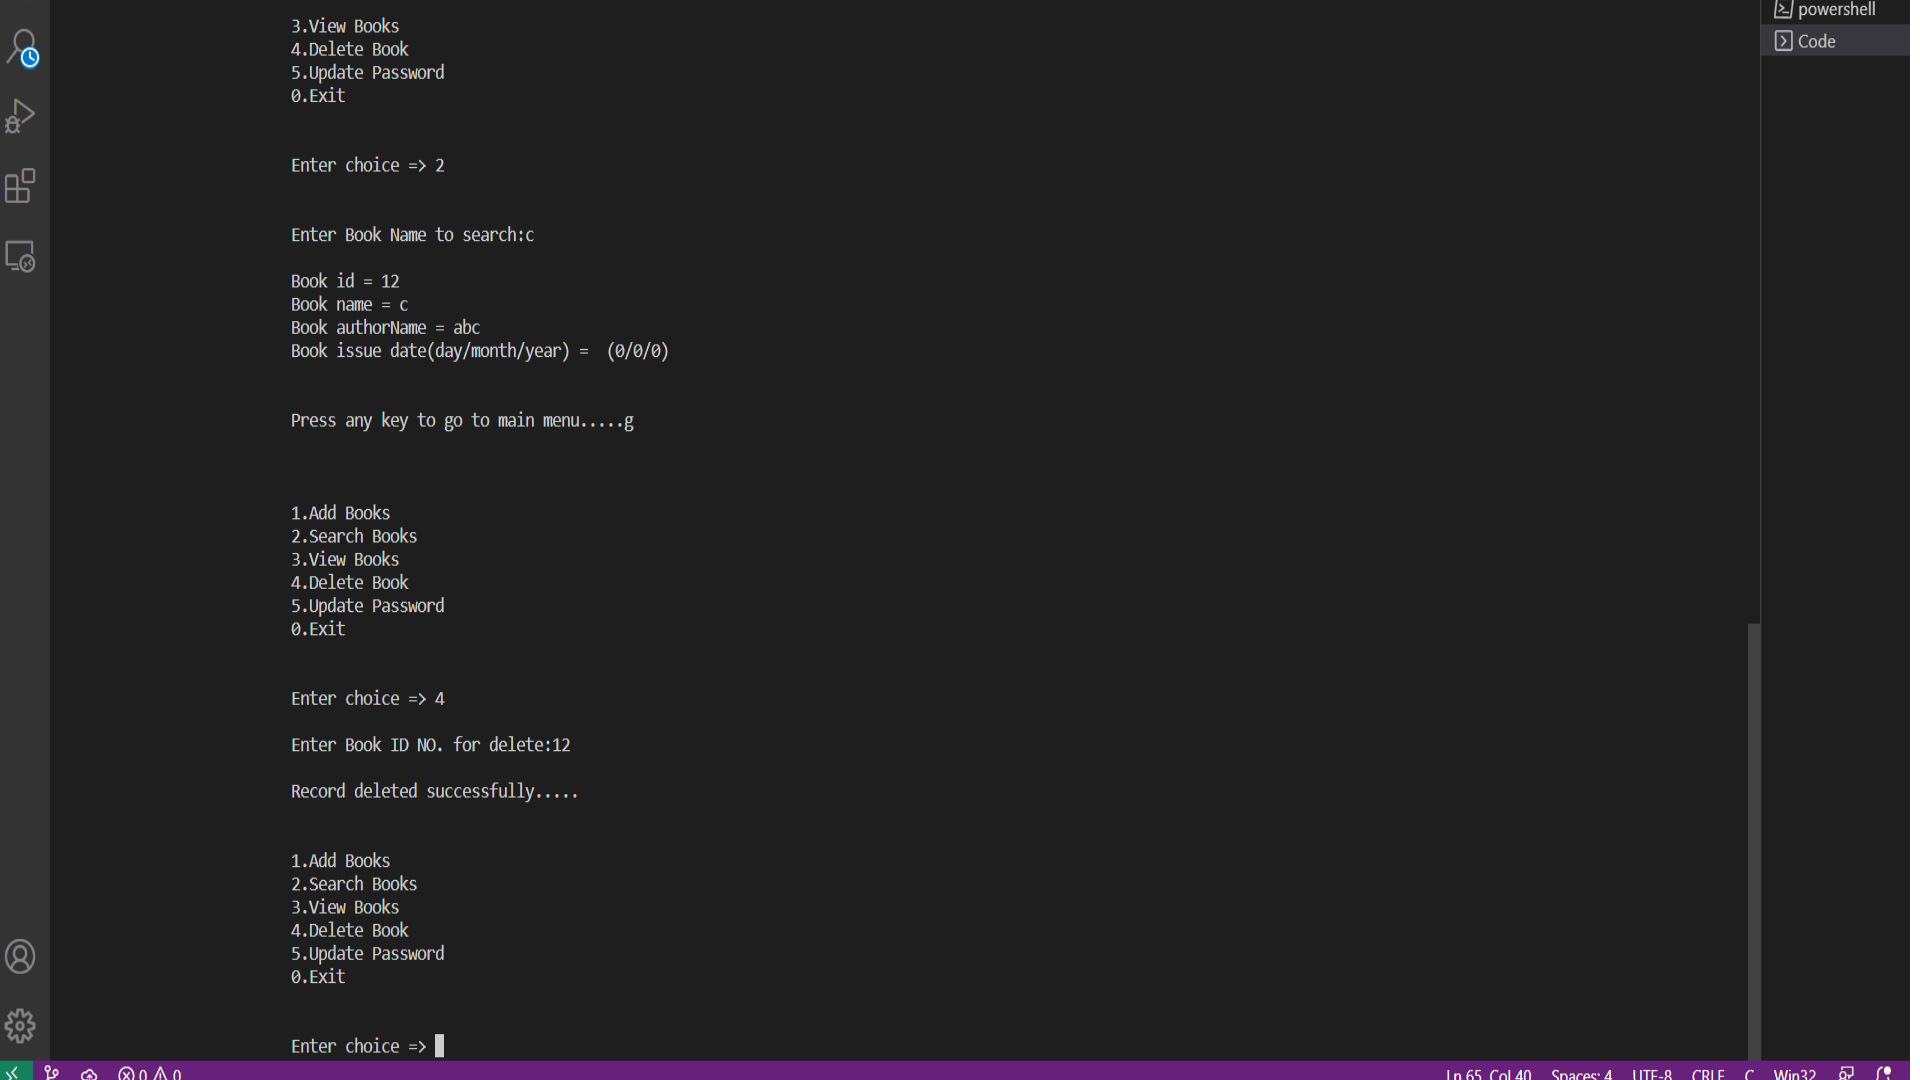 3.View Books
4.Delete Book
5.Update Password
0.Exit
Enter choice => 2
Enter Book Name to search:c
Book id = 12
Book name = c
Book authorName = abc
Book issue date(day/month/year) =  (0/0/0)
Press any key to go to main menu.....g
1.Add Books
2.Search Books
3.View Books
4.Delete Book
5.Update Password
0.Exit
Enter choice => 4
Enter Book ID NO. for delete:12
Record deleted successfully.....
1.Add Books
2.Search Books
3.View Books
4.Delete Book
5.Update Password
0.Exit
Enter choice =>
powershell
Code
0 0
Ln 65, Col 40 Spaces: 4 UTF-8 CRLF C Win32